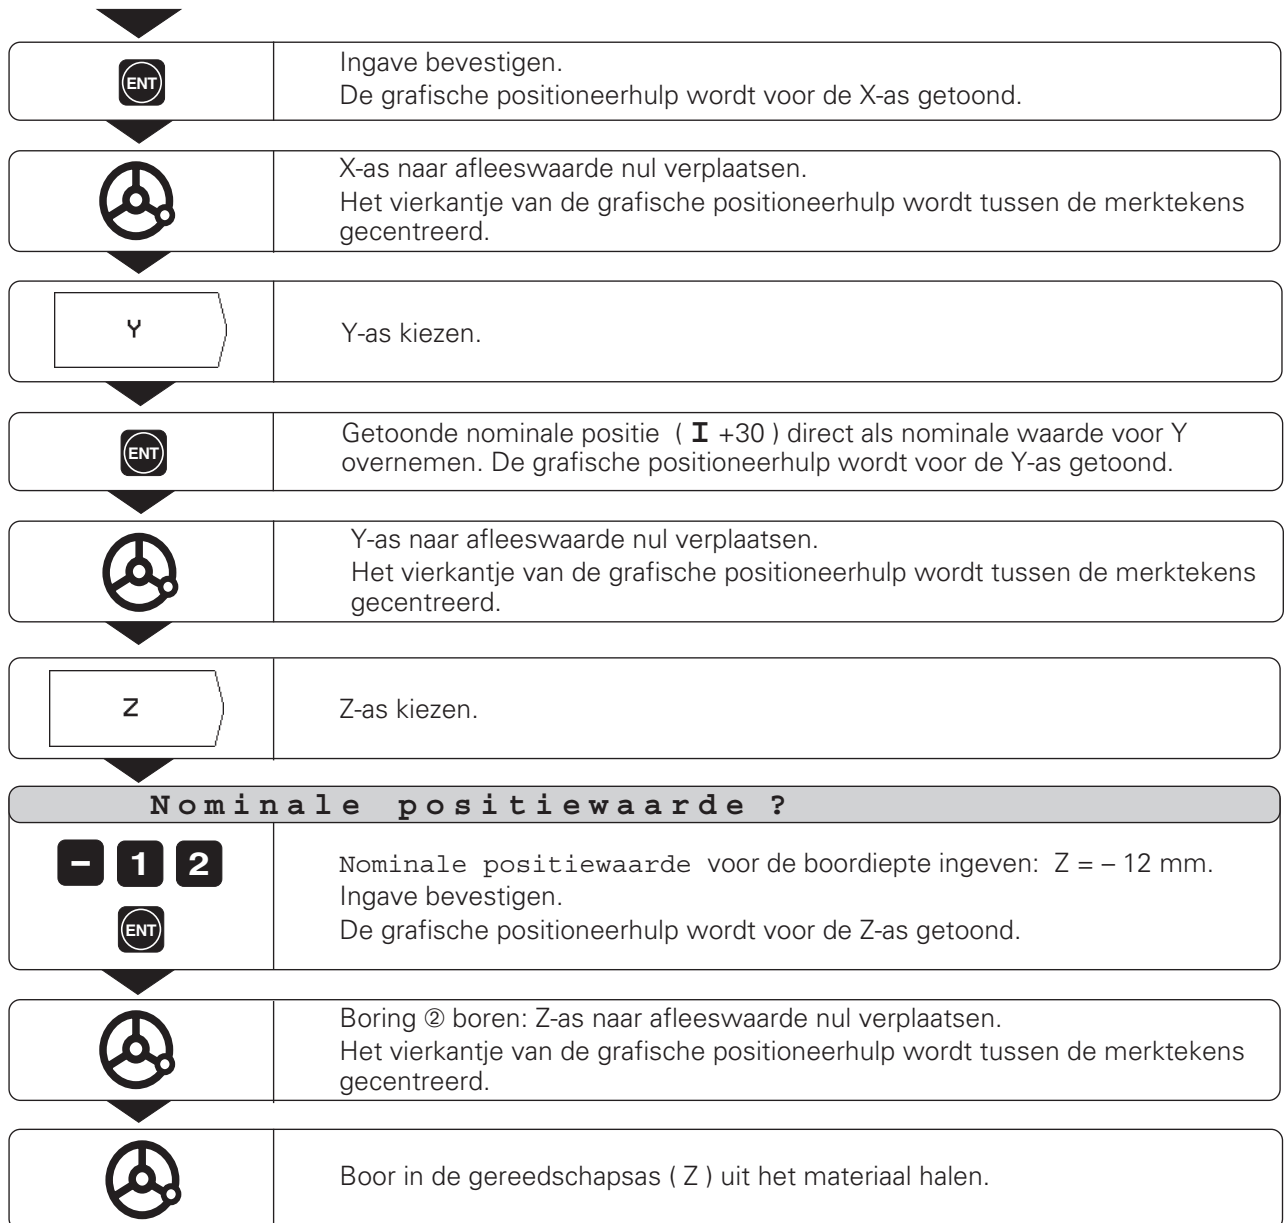 ENT
Ingave bevestigen.
De grafische positioneerhulp wordt voor de X-as getoond.
X-as naar afleeswaarde nul verplaatsen.
Het vierkantje van de grafische positioneerhulp wordt tussen de merktekens
gecentreerd.
Y
Y-as kiezen.
ENT
Getoonde nominale positie ( I +30 ) direct als nominale waarde voor Y
overnemen. De grafische positioneerhulp wordt voor de Y-as getoond.
Y-as naar afleeswaarde nul verplaatsen.
Het vierkantje van de grafische positioneerhulp wordt tussen de merktekens
gecentreerd.
Z
Z-as kiezen.
Nominale positiewaarde ?
- 1 2
Nominale positiewaarde voor de boordiepte ingeven: Z = – 12 mm.
Ingave bevestigen.
ENT
De grafische positioneerhulp wordt voor de Z-as getoond.
Boring ② boren: Z-as naar afleeswaarde nul verplaatsen.
Het vierkantje van de grafische positioneerhulp wordt tussen de merktekens
gecentreerd.
Boor in de gereedschapsas ( Z ) uit het materiaal halen.